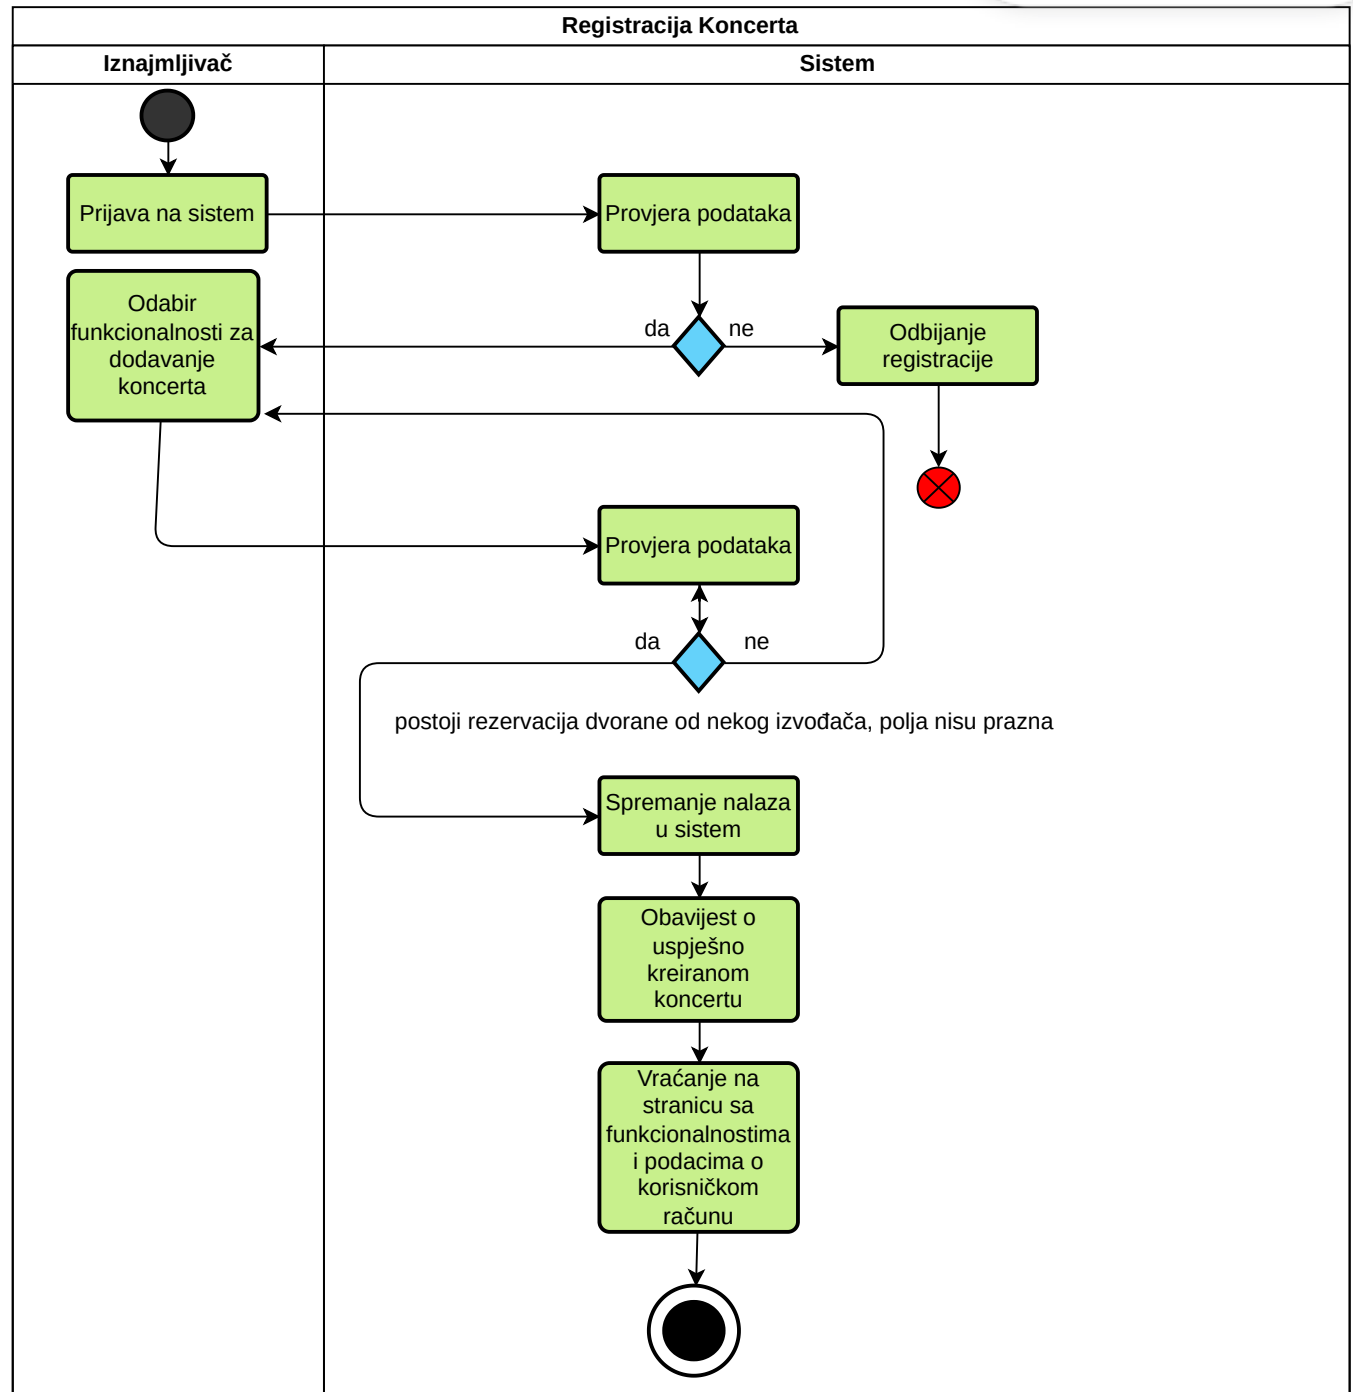 Registracija Koncerta
Iznajmljivač
Sistem
Prijava na sistem
Provjera podataka
Odabir
funkcionalnosti za
dodavanje
koncerta
da
ne
Odbijanje
registracije
Provjera podataka
da
ne
postoji rezervacija dvorane od nekog izvođača, polja nisu prazna
Spremanje nalaza
u sistem
Obavijest o
uspješno
kreiranom
koncertu
Vraćanje na
stranicu sa
funkcionalnostima
i podacima o
korisničkom
računu